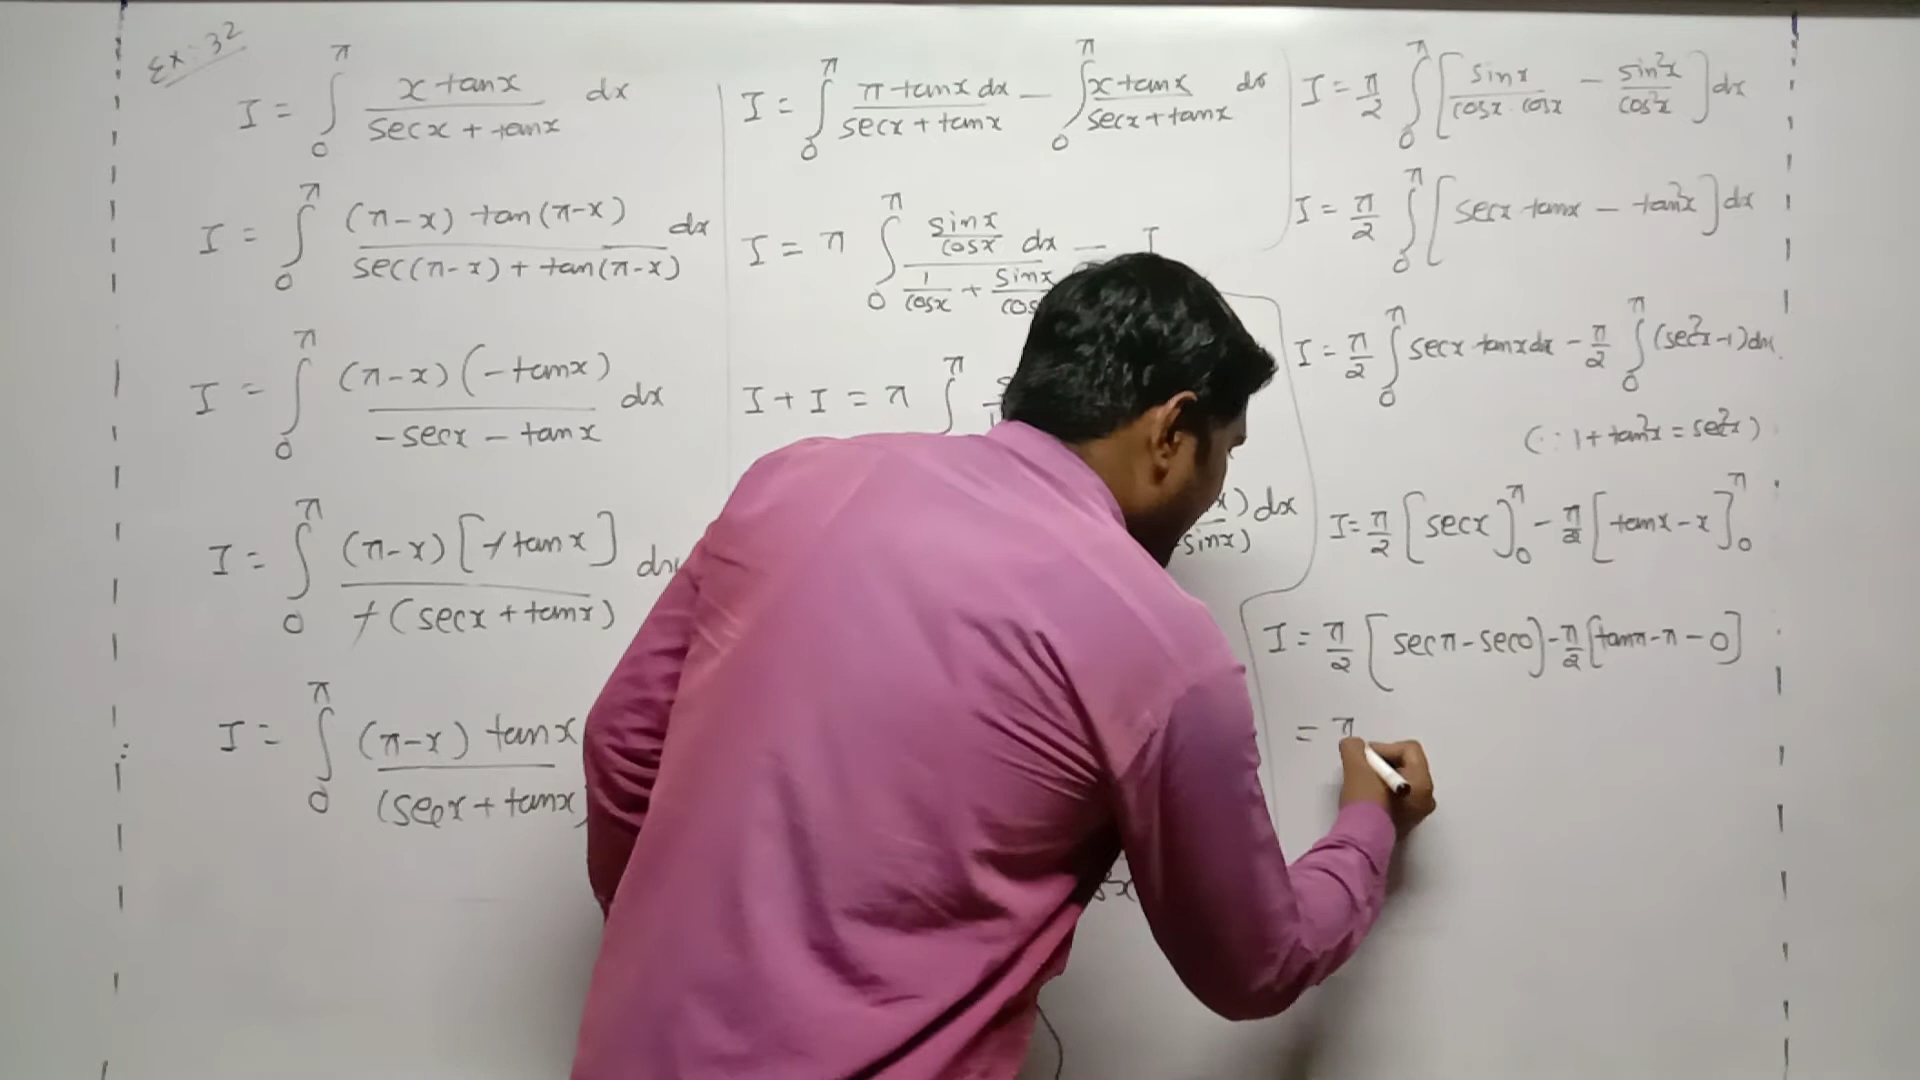 Ex: 32
I = ∫₀^π x tanx / secx + tanx dx
I = ∫₀^π (π-x) tan(π-x) / sec(π-x) + tan(π-x) dx
I = ∫₀^π (π-x)(-tanx) / -secx - tanx dx
I = ∫₀^π (π-x)[-tanx] / -(secx + tanx) dx
I = ∫₀^π (π-x) tanx / (secx + tanx)
I = ∫₀^π π tanx dx / secx + tanx - ∫₀^π x tanx / secx + tanx dx
I = π ∫₀^π sinx/cosx dx / 1/cosx + sinx/cos - I
I + I = π ∫₀^π
x) dx
sinx)
I = π/2 ∫₀^π [sinx / cosx·cosx - sin²x / cos²x] dx
I = π/2 ∫₀^π [secx tanx - tan²x] dx
I = π/2 ∫₀^π secx·tanx dx - π/2 ∫₀^π (sec²x-1)dx
(∵ 1 + tan²x = sec²x)
I = π/2 [secx]₀^π - π/2 [tanx - x]₀^π
I = π/2 [secπ - sec0] - π/2 [tanπ - π - 0]
= π